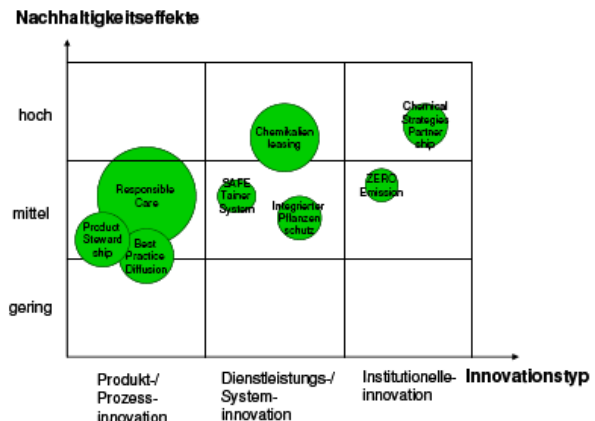 Nachhaltigkeitseffekte
hoch
mittel
gering
Chemikalien
leasing
Chemical
Strategies
Partner
ship
Responsible
Care
SAFE
Tainer
System
Integrierter
Pflanzen
schutz
ZERO
Emission
Product
Steward
ship
Best
Practice
Diffusion
Produkt-/
Prozess-
innovation
Dienstleistungs-/
System-
innovation
Institutionelle-
innovation
Innovationstyp